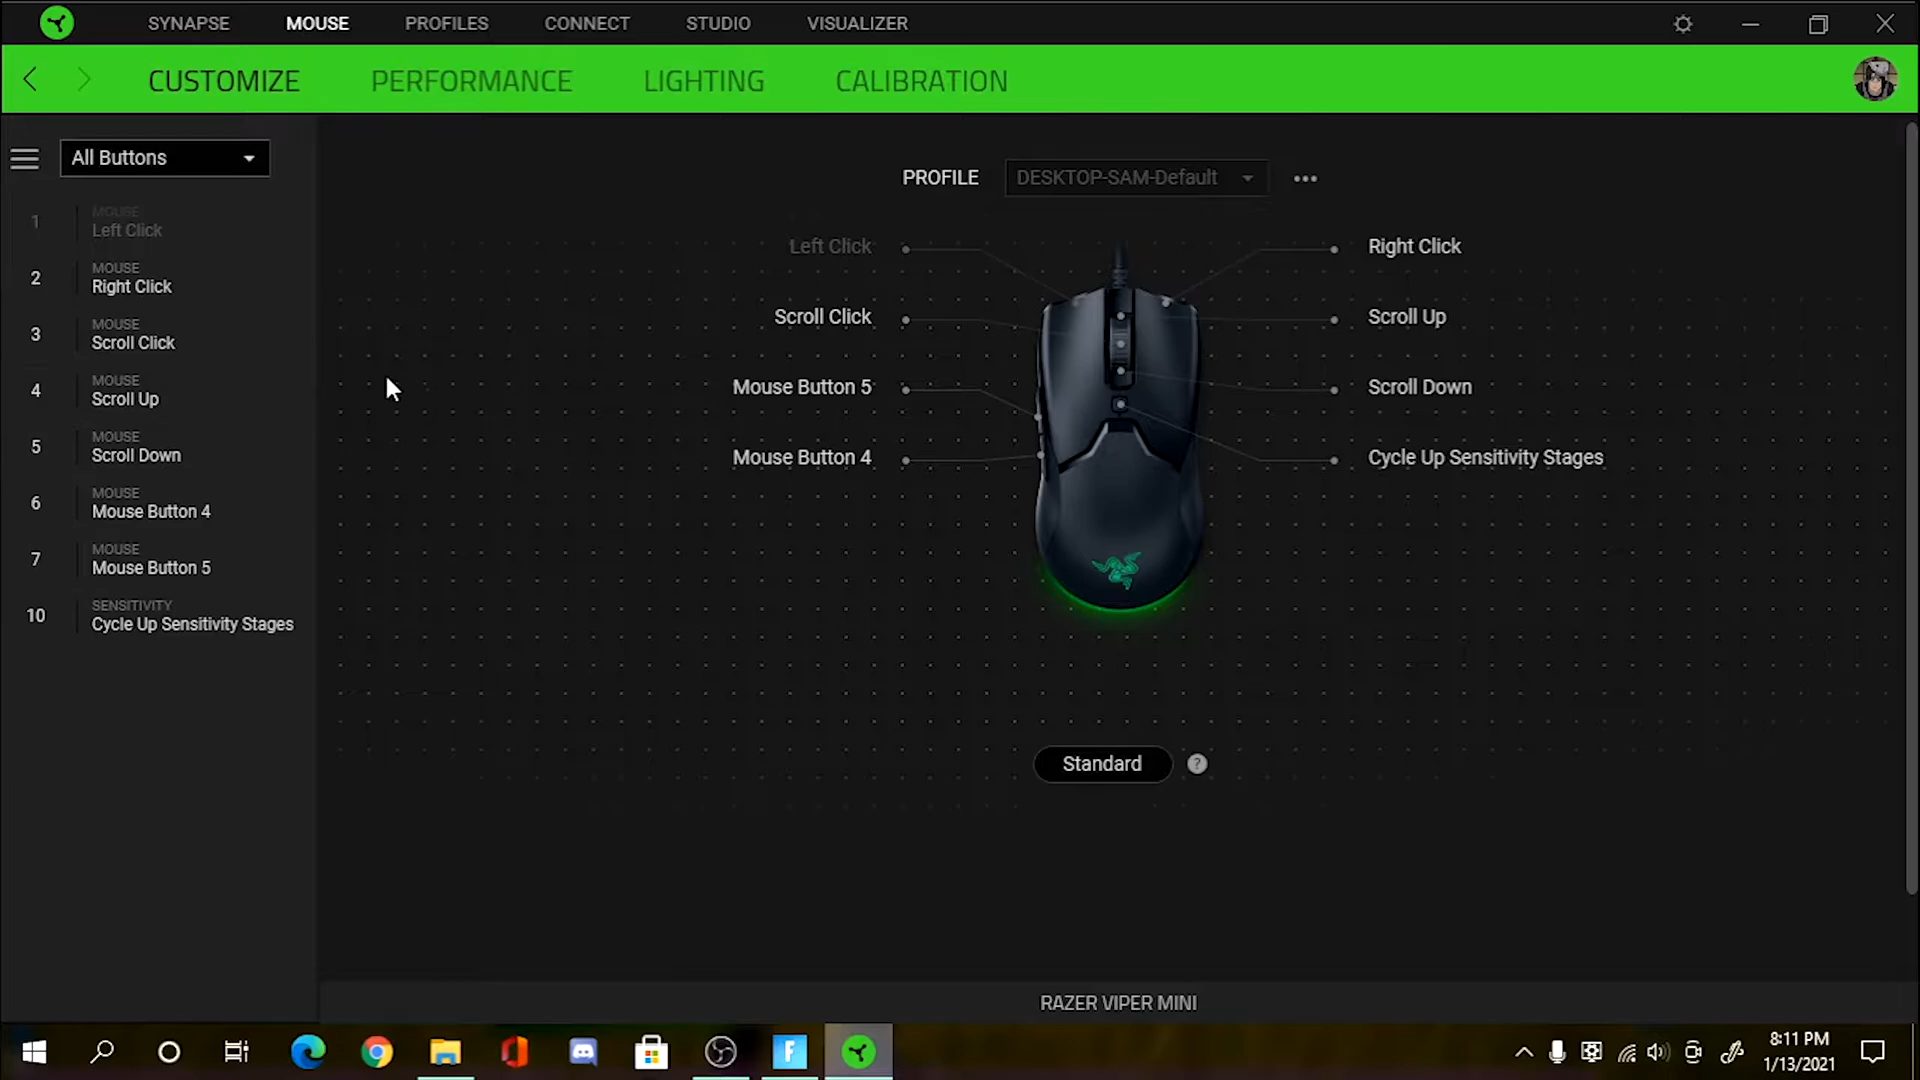 SYNAPSE MOUSE PROFILES CONNECT STUDIO VISUALIZER
CUSTOMIZE PERFORMANCE LIGHTING CALIBRATION
All Buttons
1 MOUSE
Left Click
2 MOUSE
Right Click
3 MOUSE
Scroll Click
4 MOUSE
Scroll Up
5 MOUSE
Scroll Down
6 MOUSE
Mouse Button 4
7 MOUSE
Mouse Button 5
10 SENSITIVITY
Cycle Up Sensitivity Stages
PROFILE DESKTOP-SAM-Default
Left Click Right Click
Scroll Click Scroll Up
Mouse Button 5 Scroll Down
Mouse Button 4 Cycle Up Sensitivity Stages
Standard ?
RAZER VIPER MINI
F
8:11 PM
1/13/2021